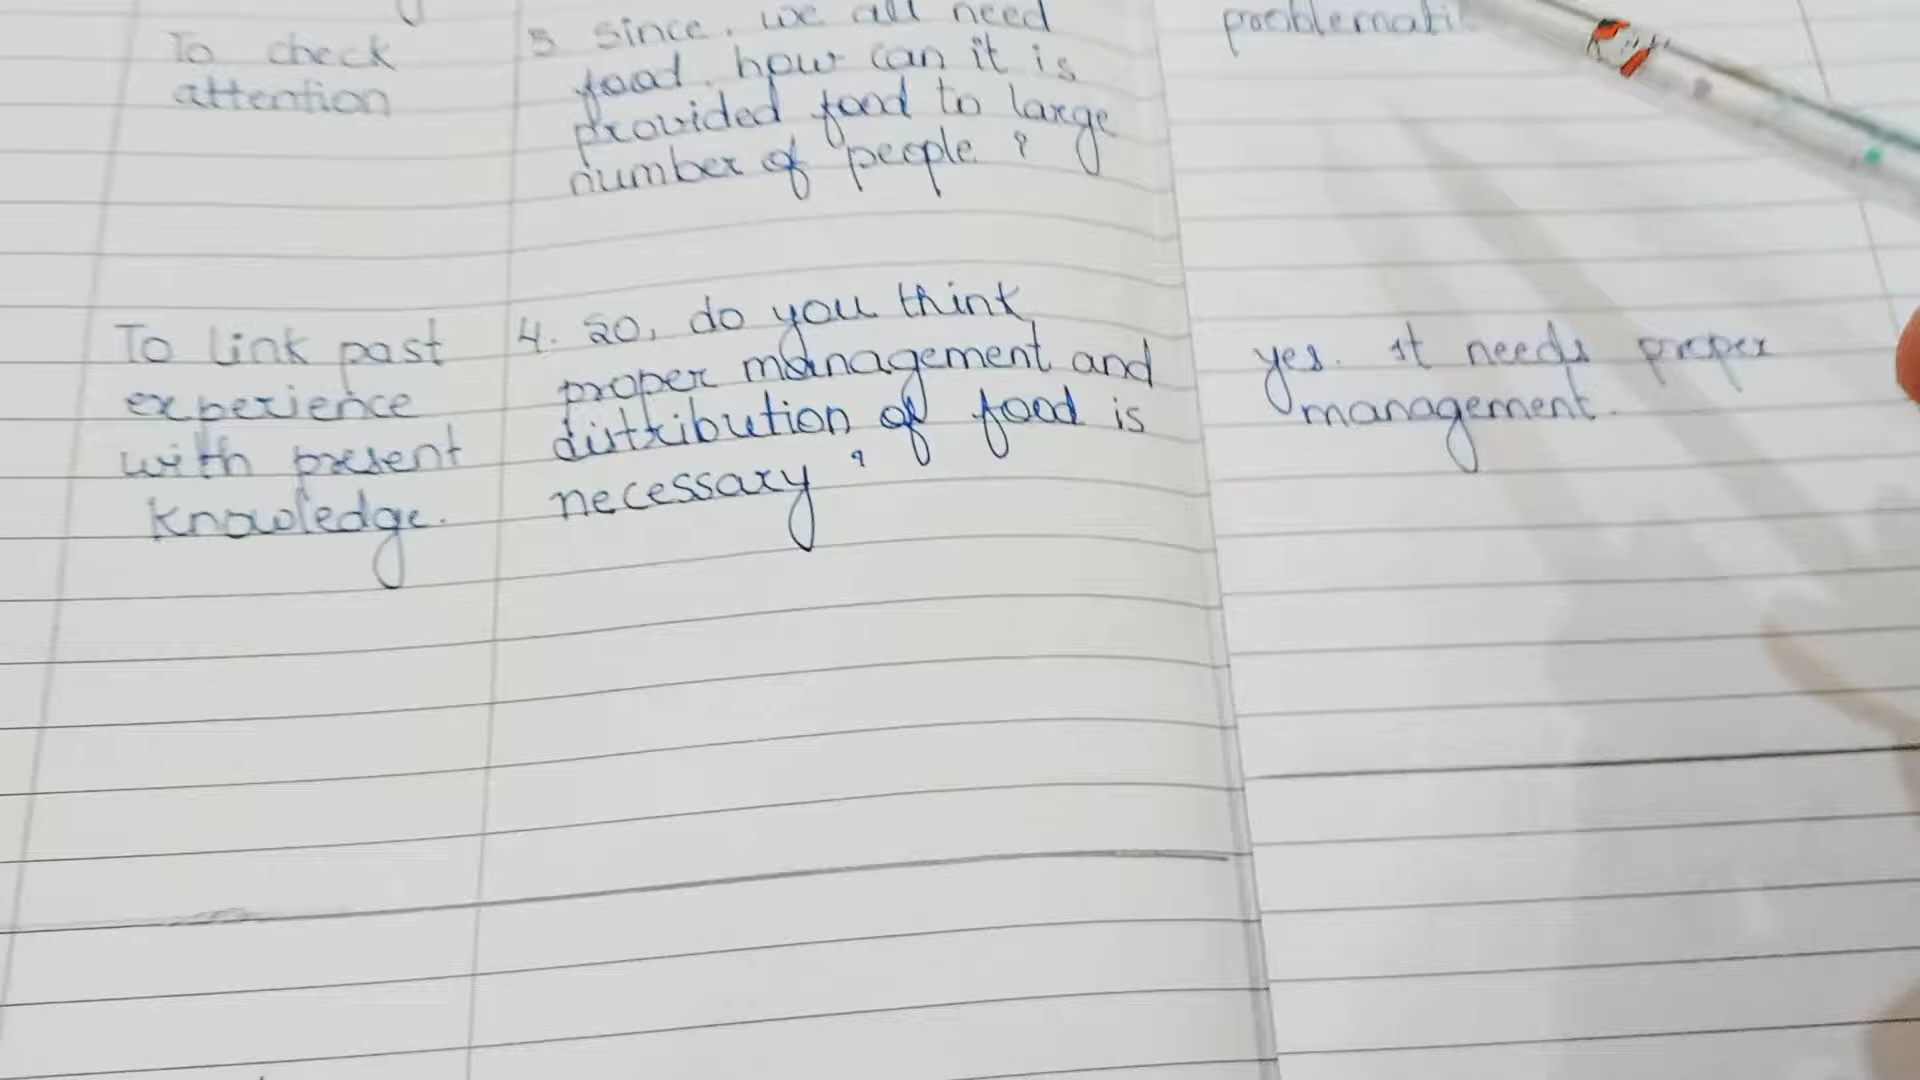 To check
attention
3 since, we all need
food, how can it is
provided food to large
number of people ?
problemati
To link past
experience
with present
knowledge.
4. so, do you think
proper management and
distribution of food is
necessary ?
yes. It needs proper
management.